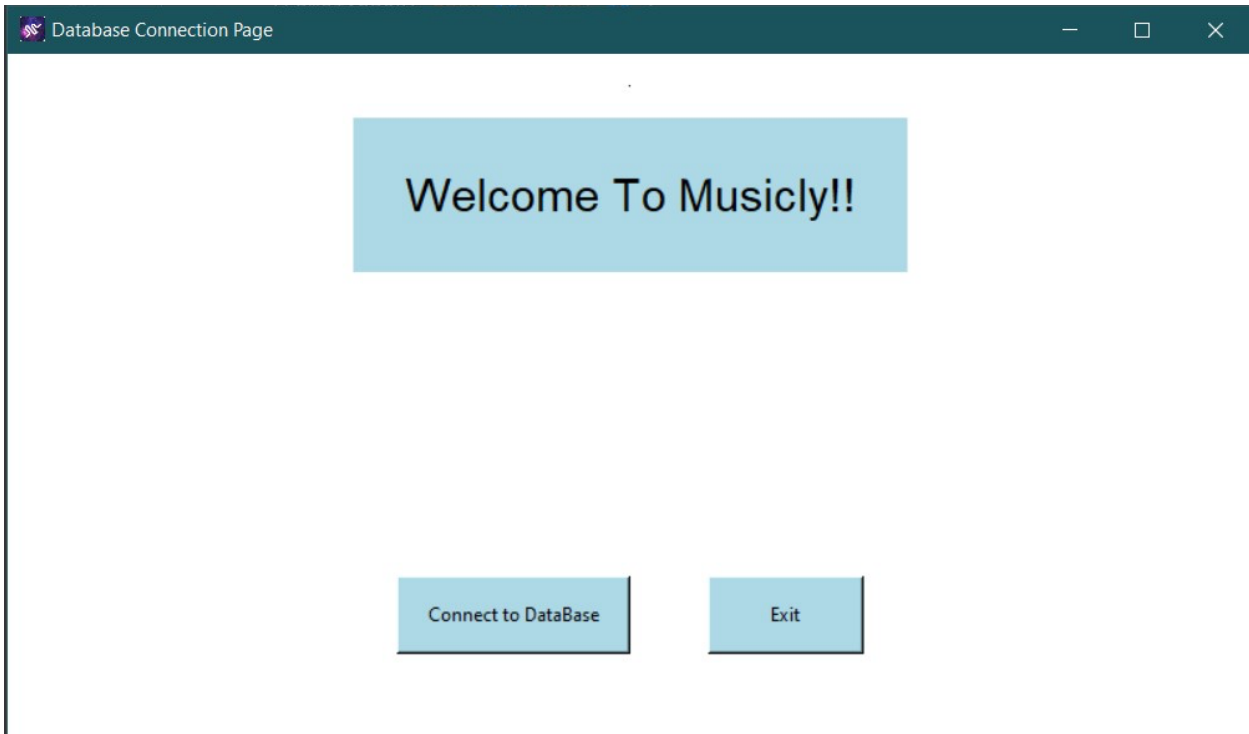 Database Connection Page
.
Welcome To Musicly!!
Connect to DataBase
Exit